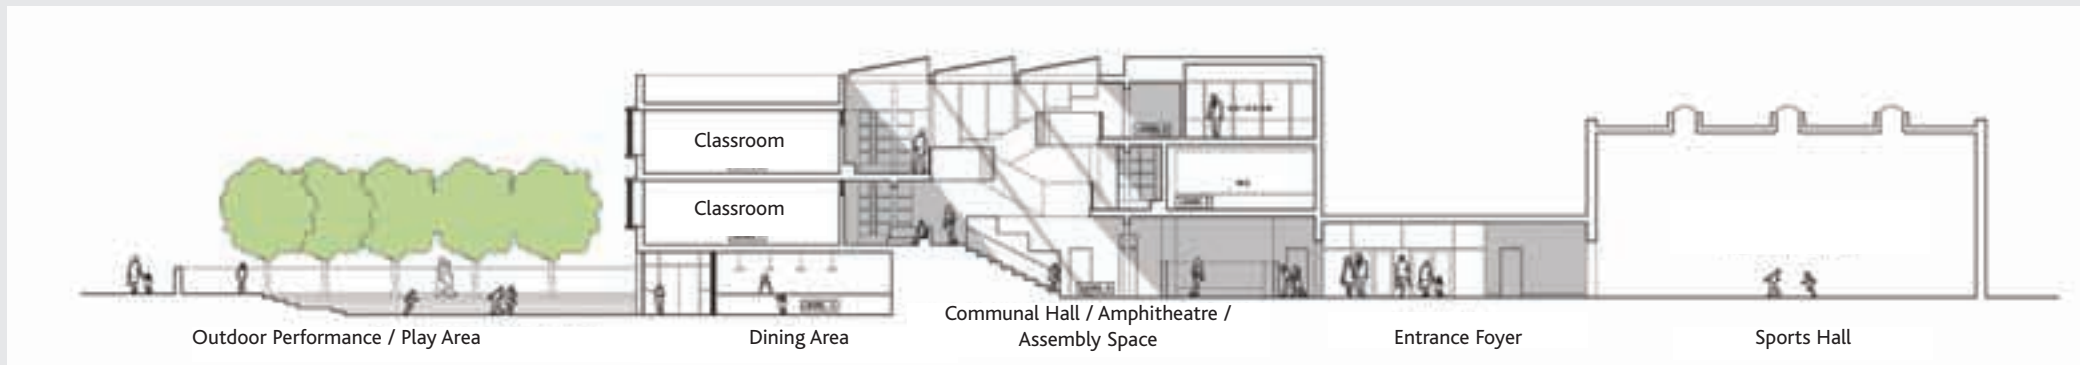 Classroom
Classroom
Outdoor Performance / Play Area
Dining Area
Communal Hall / Amphitheatre /
Assembly Space
Entrance Foyer
Sports Hall